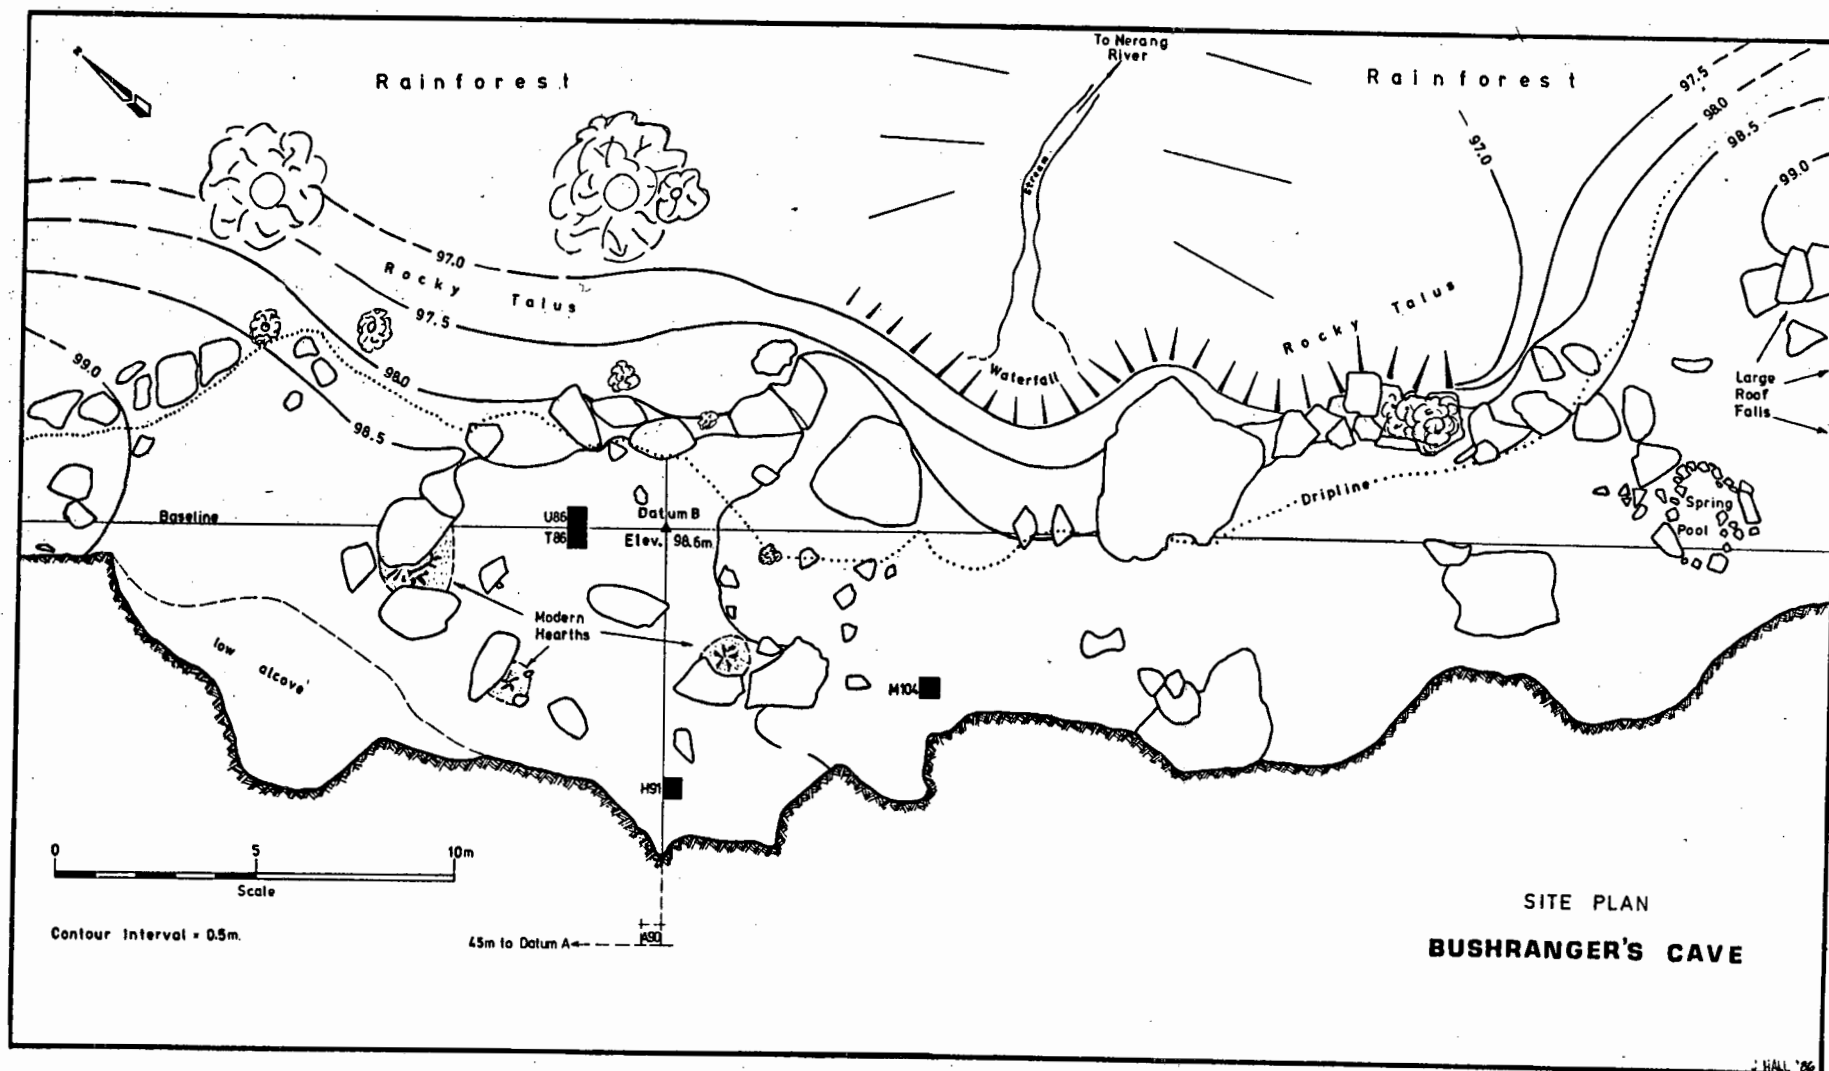 To Nerang
River
Rainforest
Rainforest
97.5
98.0
98.5
97.0
99.0
Stream
97.0
Rocky Talus
97.5
Rocky Talus
99.0
98.0
Waterfall
Large
Roof
Falls
98.5
Dripline
Spring
Pool
Baseline
U86
T86
Datum B
Elev. 98.6m
Modern
Hearths
low alcove
M104
H91
0 5 10m
Scale
Contour Interval = 0.5m.
45m to Datum A
A90
SITE PLAN
BUSHRANGER'S CAVE
J HALL '86